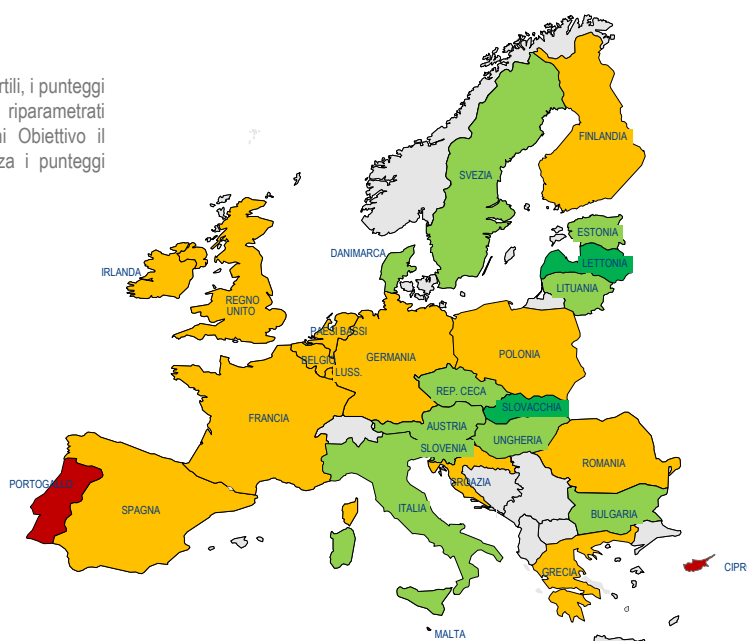 rtili, i punteggi
riparametrati
ni Obiettivo il
za i punteggi
FINLANDIA
SVEZIA
ESTONIA
DANIMARCA
LETTONIA
IRLANDA
LITUANIA
REGNO
UNITO
PAESI BASSI
BELGIO
GERMANIA
POLONIA
LUSS.
REP. CECA
SLOVACCHIA
FRANCIA
AUSTRIA
UNGHERIA
SLOVENIA
ROMANIA
PORTOGALLO
CROAZIA
SPAGNA
ITALIA
BULGARIA
GRECIA
CIPR
MALTA